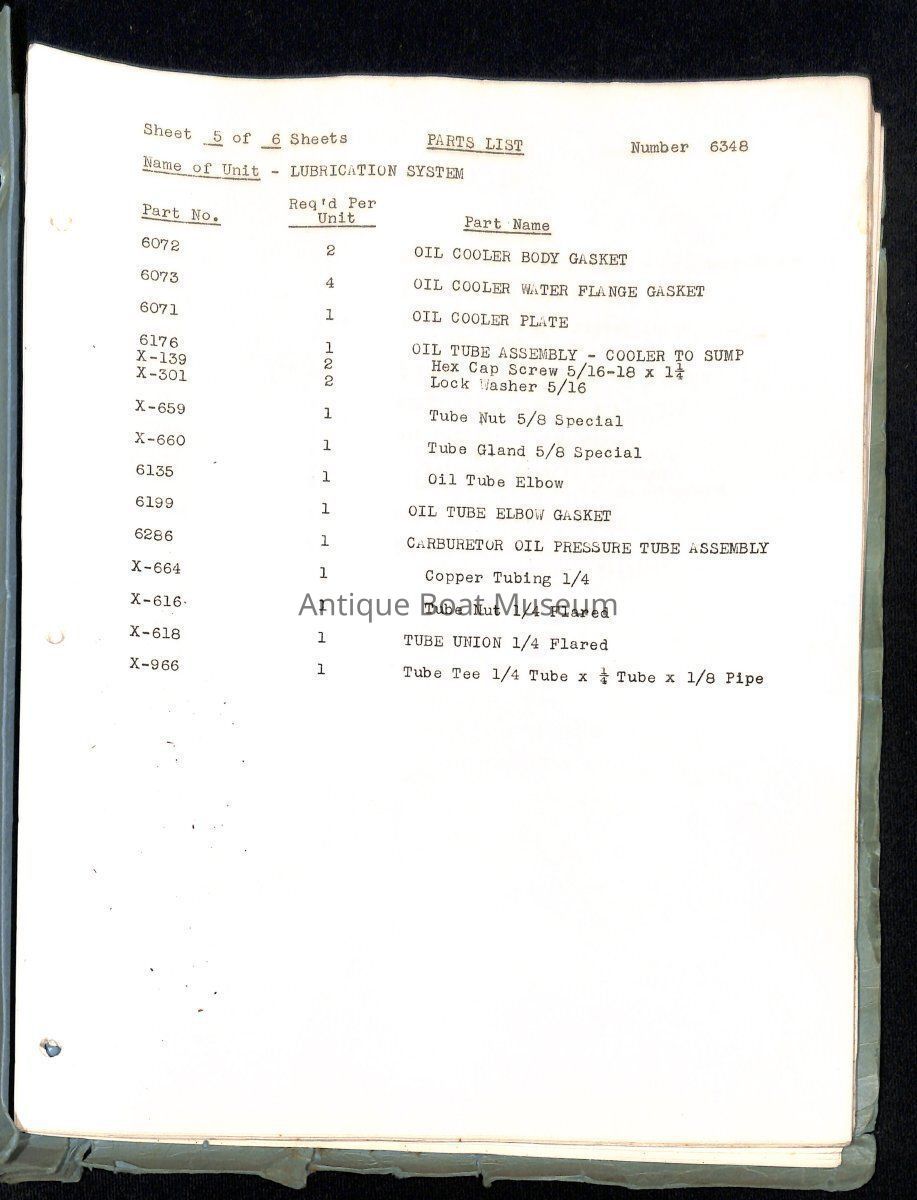 Sheet 5 of 6 Sheets PARTS LIST Number 6348
Name of Unit - LUBRICATION SYSTEM
Part No. Req'd Per Unit Part Name
6072 2 OIL COOLER BODY GASKET
6073 4 OIL COOLER WATER FLANGE GASKET
6071 1 OIL COOLER PLATE
6176 1 OIL TUBE ASSEMBLY - COOLER TO SUMP
X-139 2 Hex Cap Screw 5/16-18 x 1¼
X-301 2 Lock Washer 5/16
X-659 1 Tube Nut 5/8 Special
X-660 1 Tube Gland 5/8 Special
6135 1 Oil Tube Elbow
6199 1 OIL TUBE ELBOW GASKET
6286 1 CARBURETOR OIL PRESSURE TUBE ASSEMBLY
X-664 1 Copper Tubing 1/4
X-616 1 Tube Nut 1/4 Flared
Antique Boat Museum
X-618 1 TUBE UNION 1/4 Flared
X-966 1 Tube Tee 1/4 Tube x ¼ Tube x 1/8 Pipe